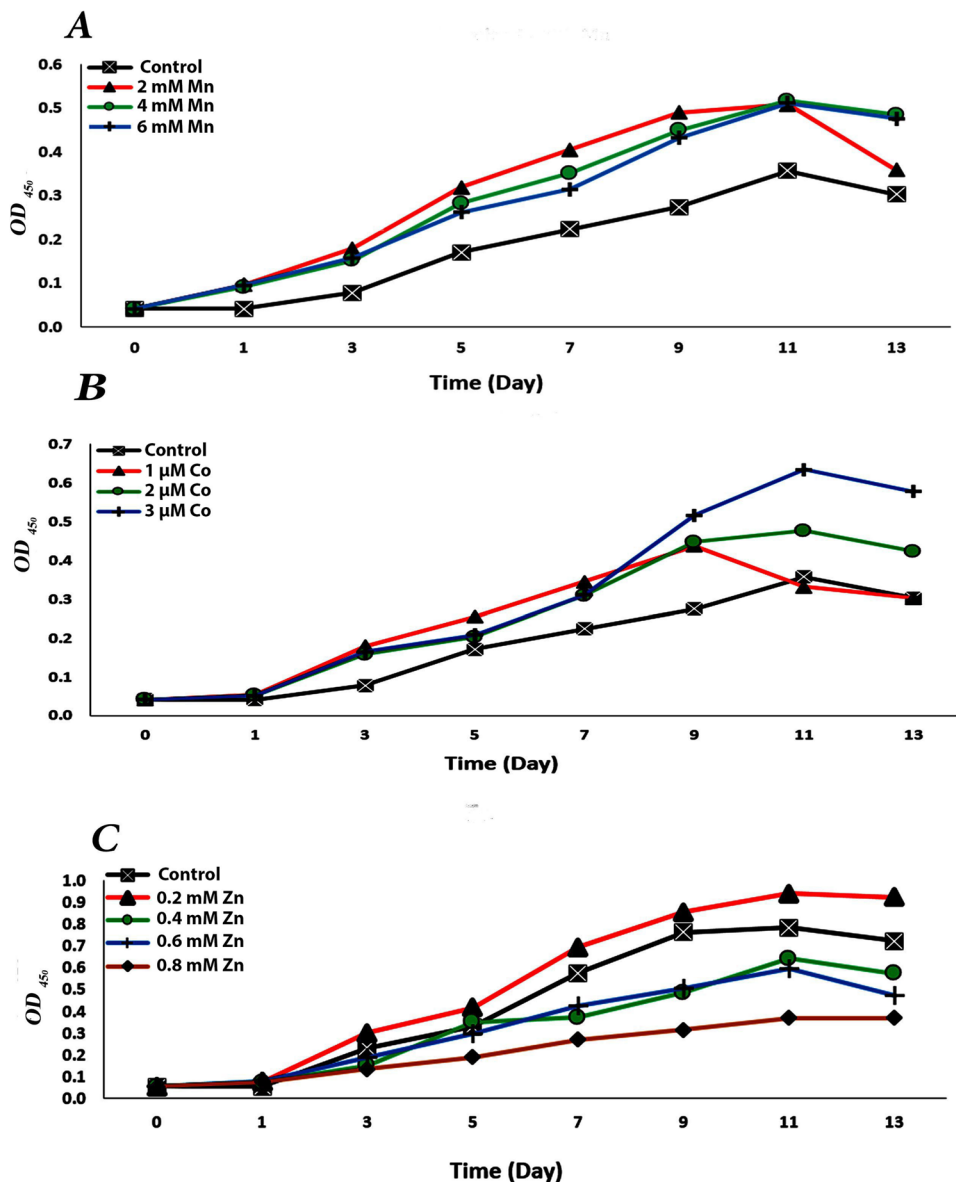 A
0.6
0.5
0.4
0.3
0.2
0.1
0.0
OD 450
Control
2 mM Mn
4 mM Mn
6 mM Mn
0 1 3 5 7 9 11 13
Time (Day)
B
0.7
0.6
0.5
0.4
0.3
0.2
0.1
0.0
OD 450
Control
1 µM Co
2 µM Co
3 µM Co
0 1 3 5 7 9 11 13
Time (Day)
C
1.0
0.9
0.8
0.7
0.6
0.5
0.4
0.3
0.2
0.1
0.0
OD 450
Control
0.2 mM Zn
0.4 mM Zn
0.6 mM Zn
0.8 mM Zn
0 1 3 5 7 9 11 13
Time (Day)